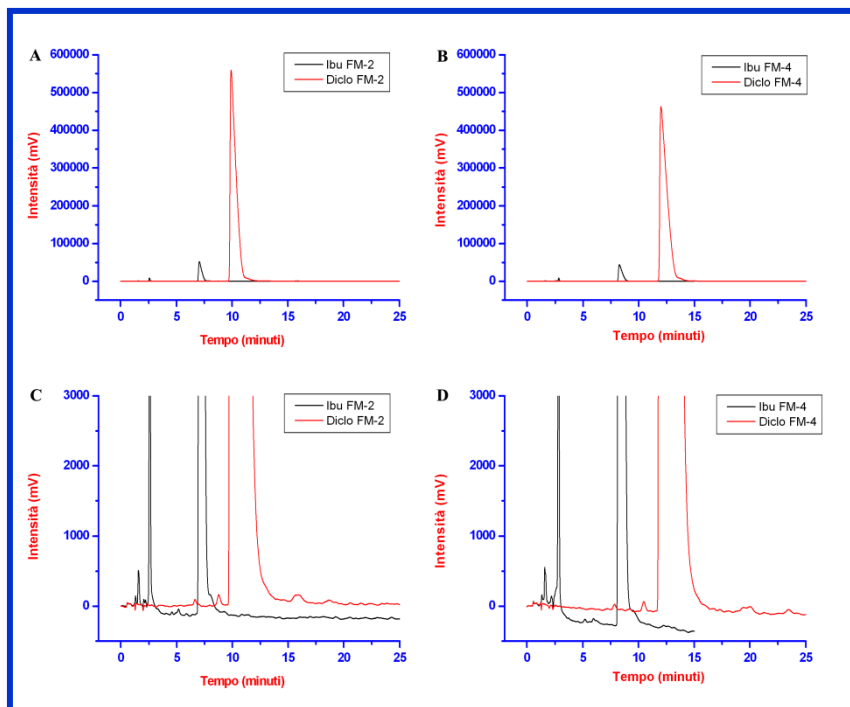 A
600000
500000
400000
300000
200000
100000
0
Intensità (mV)
Ibu FM-2
Diclo FM-2
0 5 10 15 20 25
Tempo (minuti)
B
600000
500000
400000
300000
200000
100000
0
Intensità (mV)
Ibu FM-4
Diclo FM-4
0 5 10 15 20 25
Tempo (minuti)
C
3000
2000
1000
0
Intensità (mV)
Ibu FM-2
Diclo FM-2
0 5 10 15 20 25
Tempo (minuti)
D
3000
2000
1000
0
Intensità (mV)
Ibu FM-4
Diclo FM-4
0 5 10 15 20 25
Tempo (minuti)